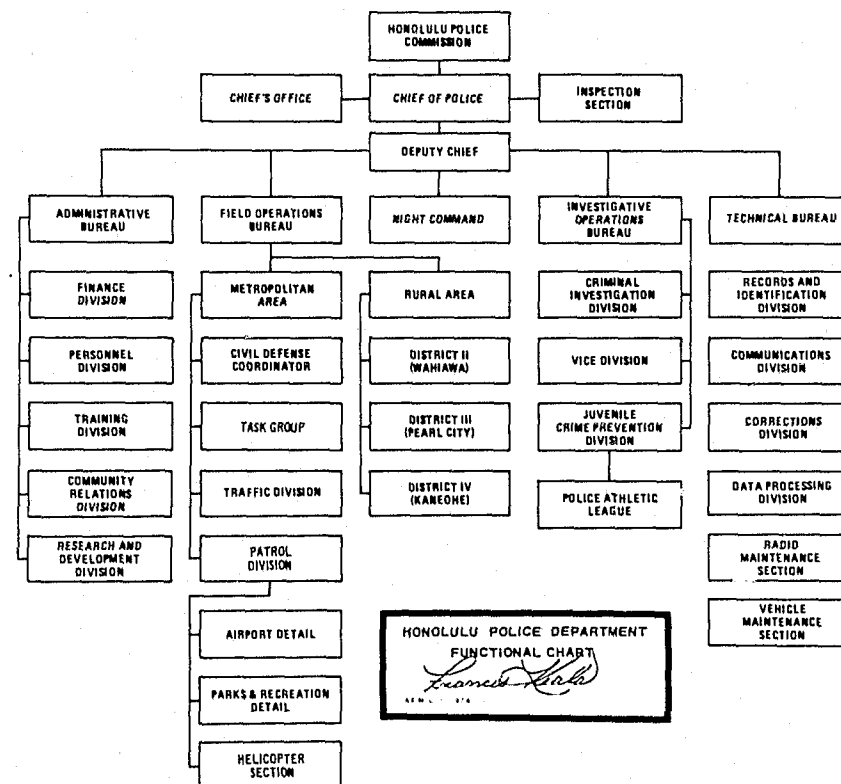 HONOLULU POLICE
COMMISSION
CHIEF'S OFFICE
CHIEF OF POLICE
INSPECTION
SECTION
DEPUTY CHIEF
ADMINISTRATIVE
BUREAU
FIELD OPERATIONS
BUREAU
NIGHT COMMAND
INVESTIGATIVE
OPERATIONS
BUREAU
TECHNICAL BUREAU
FINANCE
DIVISION
METROPOLITAN
AREA
RURAL AREA
CRIMINAL
INVESTIGATION
DIVISION
RECORDS AND
IDENTIFICATION
DIVISION
PERSONNEL
DIVISION
CIVIL DEFENSE
COORDINATOR
DISTRICT II
(WAHIAWA)
VICE DIVISION
COMMUNICATIONS
DIVISION
TRAINING
DIVISION
TASK GROUP
DISTRICT III
(PEARL CITY)
JUVENILE
CRIME PREVENTION
DIVISION
CORRECTIONS
DIVISION
COMMUNITY
RELATIONS
DIVISION
TRAFFIC DIVISION
DISTRICT IV
(KANEOHE)
POLICE ATHLETIC
LEAGUE
DATA PROCESSING
DIVISION
RESEARCH AND
DEVELOPMENT
DIVISION
PATROL
DIVISION
RADIO
MAINTENANCE
SECTION
AIRPORT DETAIL
VEHICLE
MAINTENANCE
SECTION
PARKS & RECREATION
DETAIL
HELICOPTER
SECTION
HONOLULU POLICE DEPARTMENT
FUNCTIONAL CHART
Francis Keala